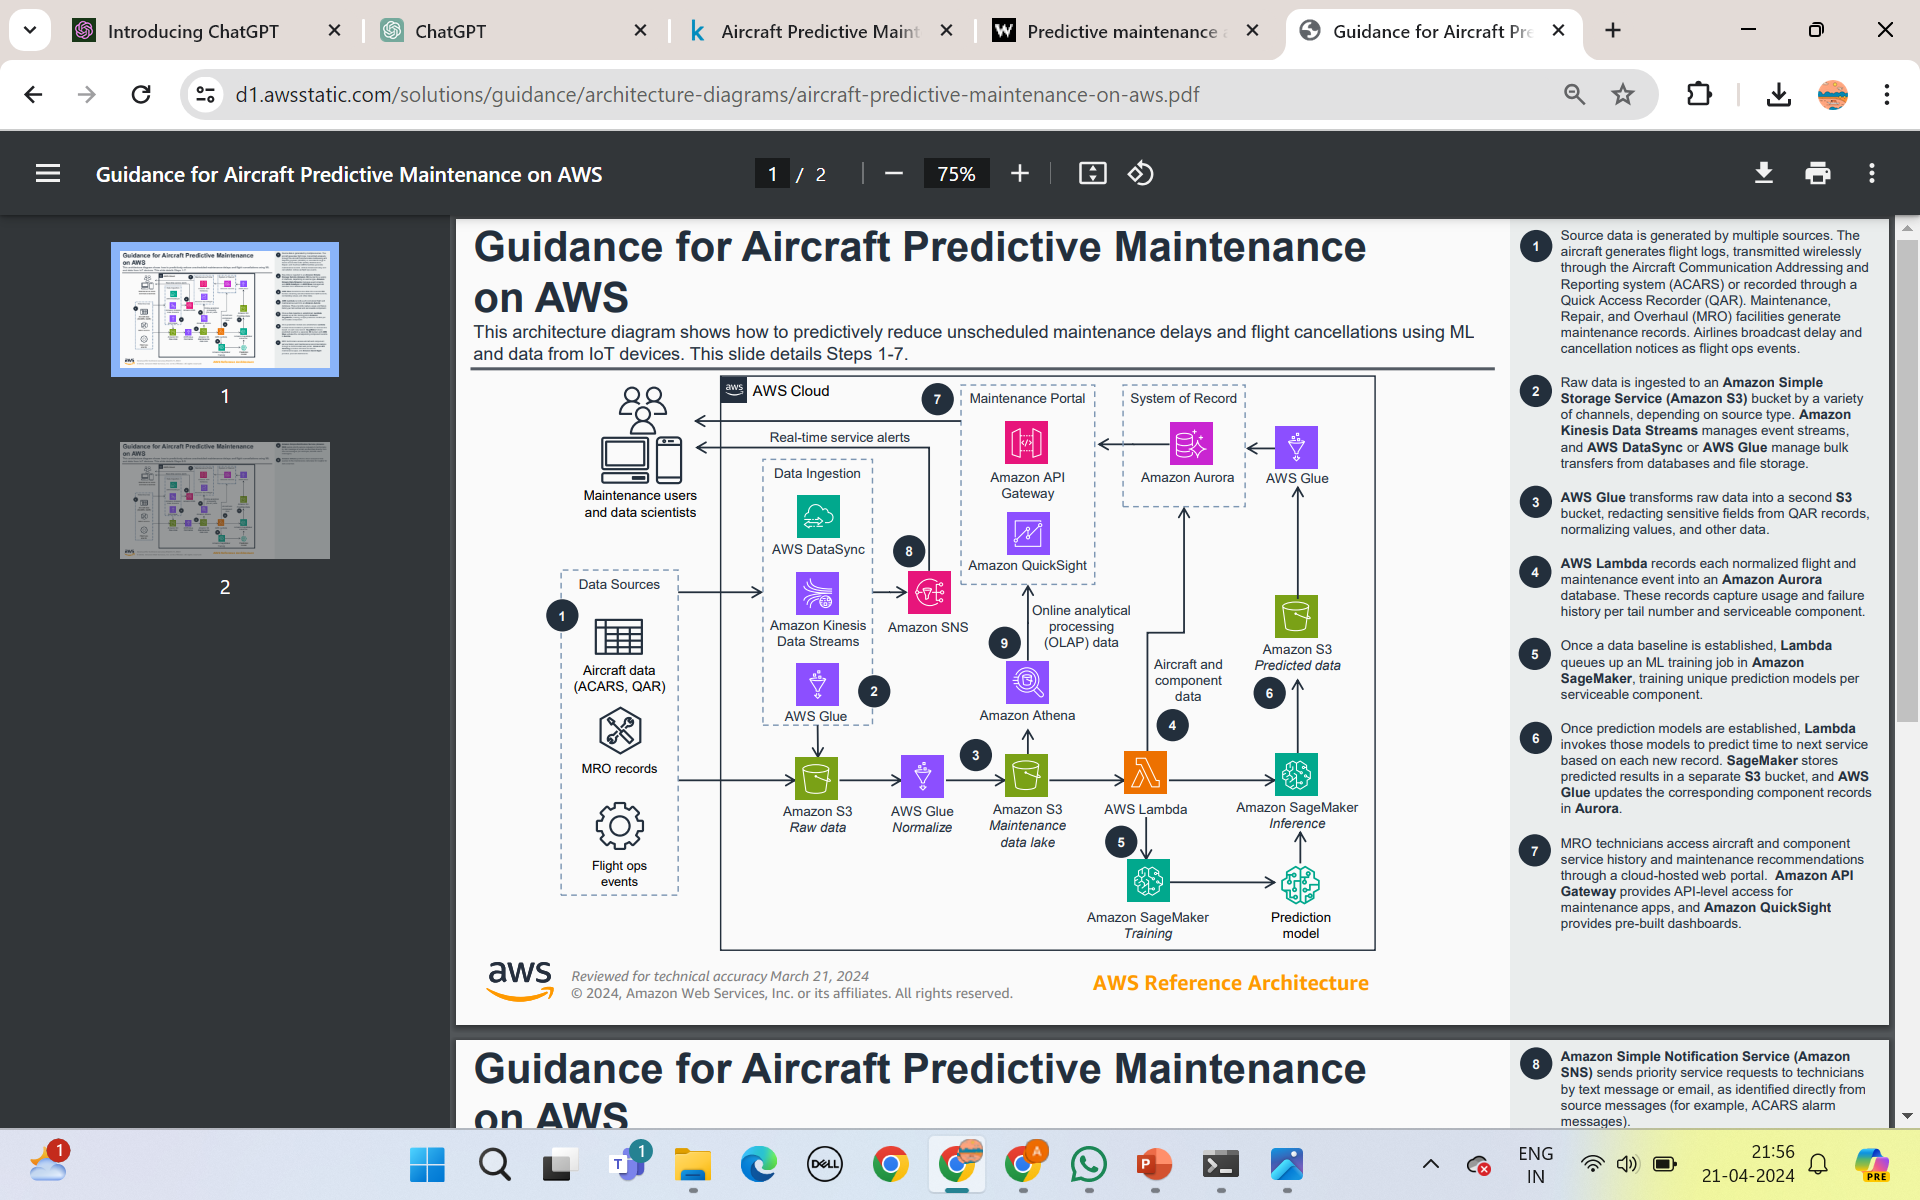 Introducing ChatGPT
ChatGPT
Aircraft Predictive Maint
Predictive maintenance
Guidance for Aircraft Pre
d1.awsstatic.com/solutions/guidance/architecture-diagrams/aircraft-predictive-maintenance-on-aws.pdf
Guidance for Aircraft Predictive Maintenance on AWS
1 / 2
75%
1
2
Guidance for Aircraft Predictive Maintenance
on AWS
This architecture diagram shows how to predictively reduce unscheduled maintenance delays and flight cancellations using ML
and data from IoT devices. This slide details Steps 1-7.
aws
AWS Cloud
7
Maintenance Portal
System of Record
Real-time service alerts
Maintenance users
and data scientists
Data Ingestion
AWS DataSync
Amazon Kinesis
Data Streams
AWS Glue
2
8
Amazon SNS
Amazon API
Gateway
Amazon QuickSight
Amazon Aurora
AWS Glue
Data Sources
1
Aircraft data
(ACARS, QAR)
MRO records
Flight ops
events
Online analytical
processing
(OLAP) data
9
Amazon Athena
Aircraft and
component
data
4
Amazon S3
Predicted data
6
3
Amazon S3
Raw data
AWS Glue
Normalize
Amazon S3
Maintenance
data lake
AWS Lambda
Amazon SageMaker
Inference
5
Amazon SageMaker
Training
Prediction
model
aws
Reviewed for technical accuracy March 21, 2024
© 2024, Amazon Web Services, Inc. or its affiliates. All rights reserved.
AWS Reference Architecture
1
Source data is generated by multiple sources. The
aircraft generates flight logs, transmitted wirelessly
through the Aircraft Communication Addressing and
Reporting system (ACARS) or recorded through a
Quick Access Recorder (QAR). Maintenance,
Repair, and Overhaul (MRO) facilities generate
maintenance records. Airlines broadcast delay and
cancellation notices as flight ops events.
2
Raw data is ingested to an Amazon Simple
Storage Service (Amazon S3) bucket by a variety
of channels, depending on source type. Amazon
Kinesis Data Streams manages event streams,
and AWS DataSync or AWS Glue manage bulk
transfers from databases and file storage.
3
AWS Glue transforms raw data into a second S3
bucket, redacting sensitive fields from QAR records,
normalizing values, and other data.
4
AWS Lambda records each normalized flight and
maintenance event into an Amazon Aurora
database. These records capture usage and failure
history per tail number and serviceable component.
5
Once a data baseline is established, Lambda
queues up an ML training job in Amazon
SageMaker, training unique prediction models per
serviceable component.
6
Once prediction models are established, Lambda
invokes those models to predict time to next service
based on each new record. SageMaker stores
predicted results in a separate S3 bucket, and AWS
Glue updates the corresponding component records
in Aurora.
7
MRO technicians access aircraft and component
service history and maintenance recommendations
through a cloud-hosted web portal. Amazon API
Gateway provides API-level access for
maintenance apps, and Amazon QuickSight
provides pre-built dashboards.
Guidance for Aircraft Predictive Maintenance
on AWS
8
Amazon Simple Notification Service (Amazon
SNS) sends priority service requests to technicians
by text message or email, as identified directly from
source messages (for example, ACARS alarm
messages).
1
1
DELL
A
ENG
IN
21:56
21-04-2024
PRE